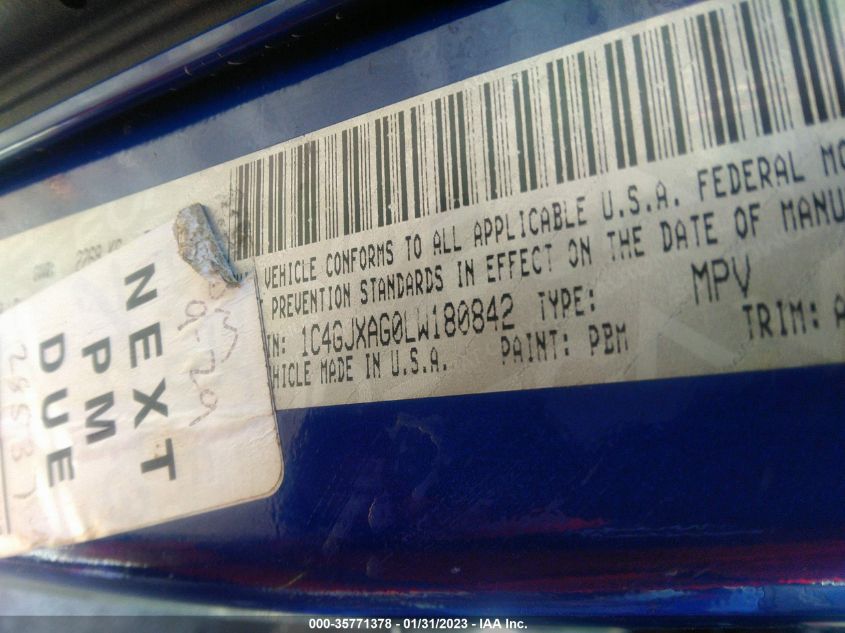 VEHICLE CONFORMS TO ALL APPLICABLE U.S.A. FEDERAL MO
PREVENTION STANDARDS IN EFFECT ON THE DATE OF MANU
N: 1C4GJXAG0LW180842 TYPE: MPV
HICLE MADE IN U.S.A. PAINT: PBM TRIM: A
NEXT
PM
DUE
000-35771378 - 01/31/2023 - IAA Inc.